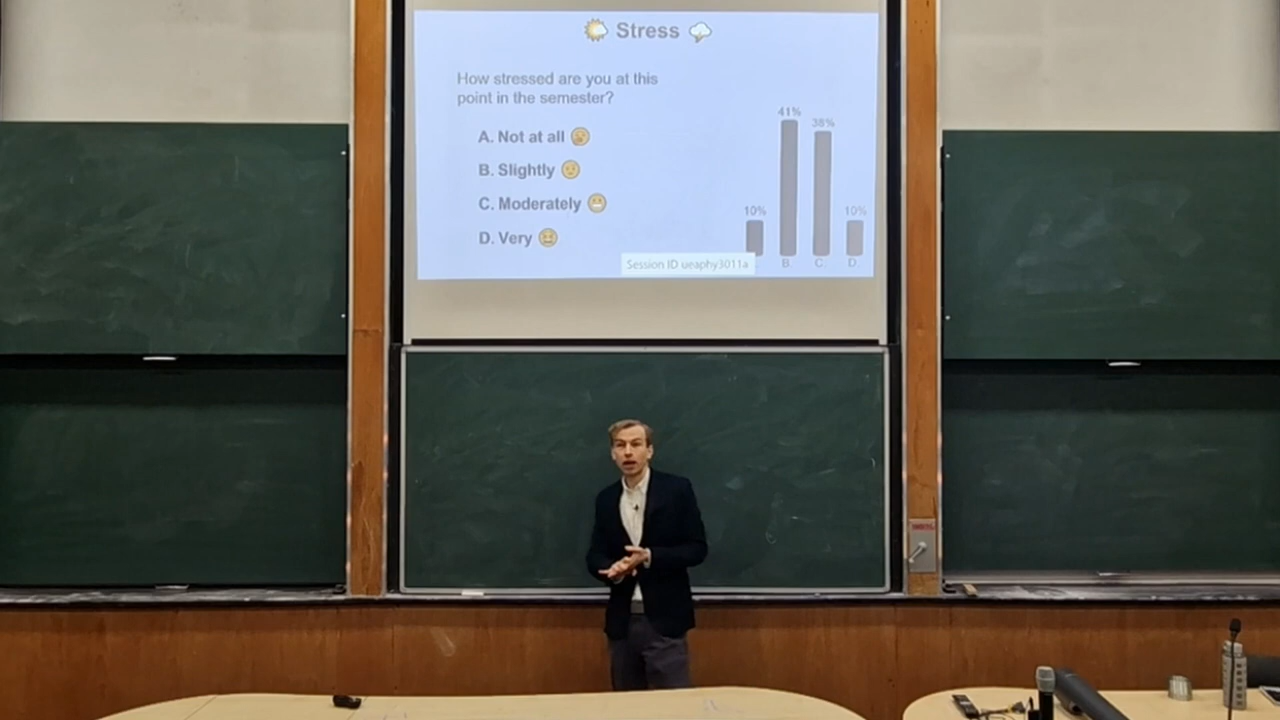 Stress
How stressed are you at this
point in the semester?
A. Not at all
B. Slightly
C. Moderately
D. Very
10%
41%
38%
10%
B.
C.
D.
Session ID ueaphy3011a